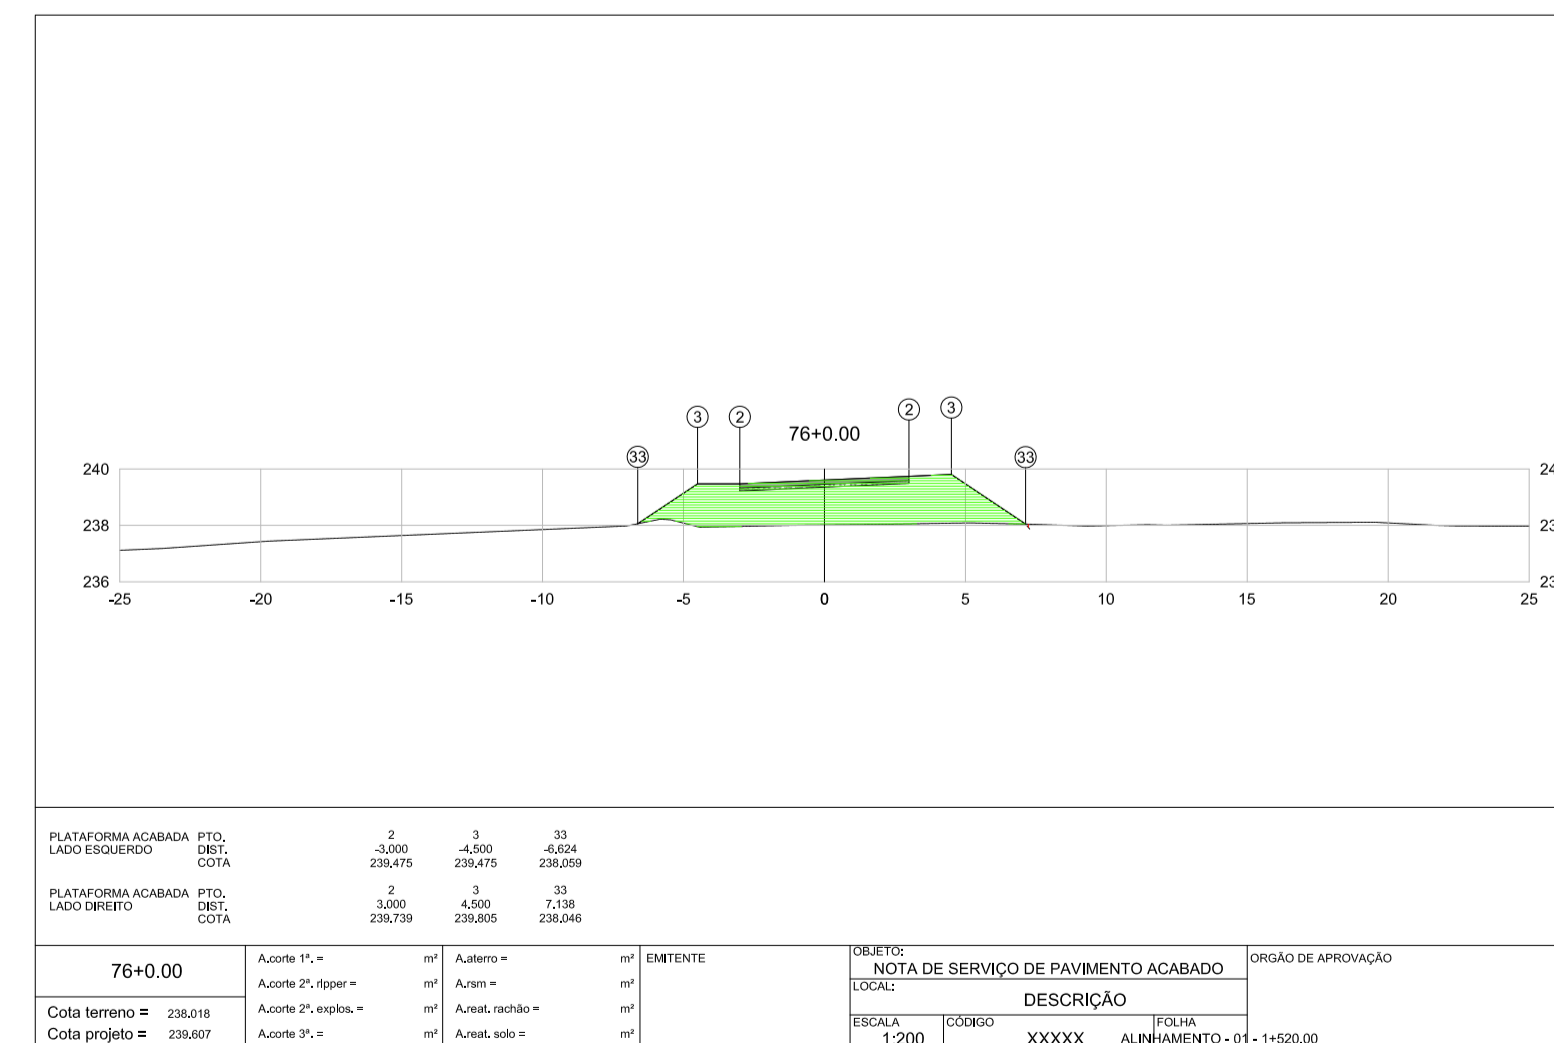 3 2 2 3
76+0.00
33 33
240 24
238 23
236 23
-25 -20 -15 -10 -5 0 5 10 15 20 25
PLATAFORMA ACABADA PTO. 2 3 33
LADO ESQUERDO DIST. -3.000 -4.500 -6.624
COTA 239.475 239.475 238.059
PLATAFORMA ACABADA PTO. 2 3 33
LADO DIREITO DIST. 3.000 4.500 7.138
COTA 239.739 239.805 238.046
76+0.00
Cota terreno = 238.018
Cota projeto = 239.607
A.corte 1ª. = m²
A.corte 2ª. ripper = m²
A.corte 2ª. explos. = m²
A.corte 3ª. = m²
A.aterro = m²
A.rsm = m²
A.reat. rachão = m²
A.reat. solo = m²
EMITENTE
OBJETO:
NOTA DE SERVIÇO DE PAVIMENTO ACABADO
LOCAL:
DESCRIÇÃO
ESCALA
1:200
CÓDIGO
XXXXX
FOLHA
ALINHAMENTO - 01 - 1+520.00
ORGÃO DE APROVAÇÃO